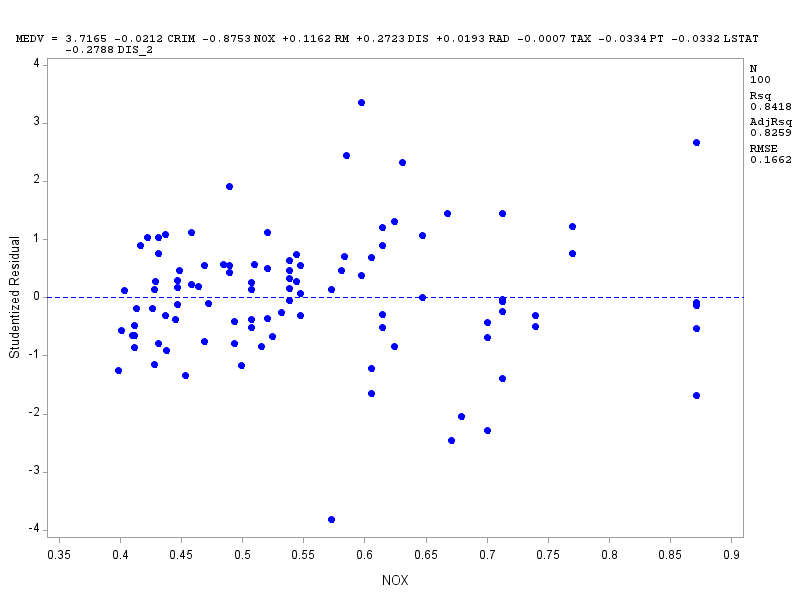 MEDV = 3.7165 -0.0212 CRIM -0.8753 NOX +0.1162 RM +0.2723 DIS +0.0193 RAD -0.0007 TAX -0.0334 PT -0.0332 LSTAT
-0.2788 DIS_2
N
100
Rsq
0.8418
AdjRsq
0.8259
RMSE
0.1662
Studentized Residual
4
3
2
1
0
-1
-2
-3
-4
0.35 0.4 0.45 0.5 0.55 0.6 0.65 0.7 0.75 0.8 0.85 0.9
NOX